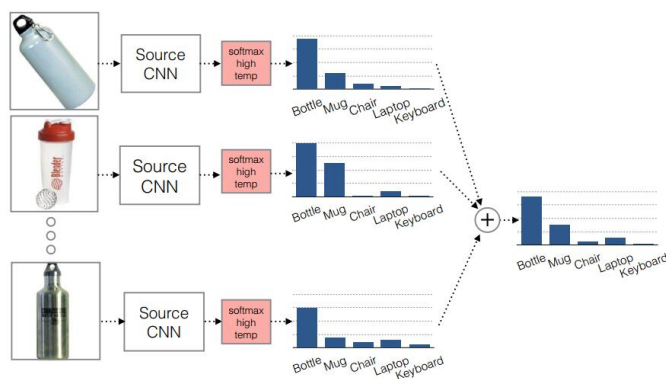 Source
CNN
softmax
high
temp
Bottle
Mug
Chair
Laptop
Keyboard
Blender
Source
CNN
softmax
high
temp
Bottle
Mug
Chair
Laptop
Keyboard
+
Bottle
Mug
Chair
Laptop
Keyboard
Source
CNN
softmax
high
temp
Bottle
Mug
Chair
Laptop
Keyboard